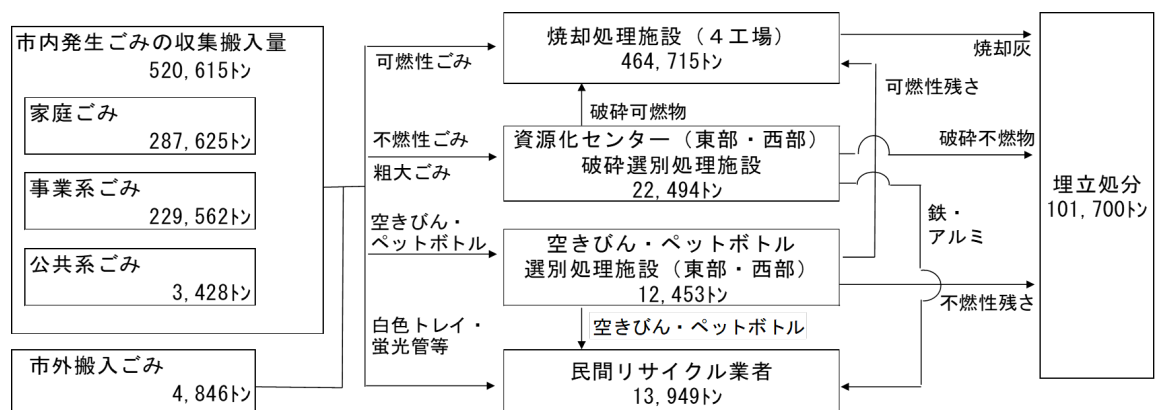 市内発生ごみの収集搬入量
520,615トン
家庭ごみ
287,625トン
事業系ごみ
229,562トン
公共系ごみ
3,428トン
市外搬入ごみ
4,846トン
可燃性ごみ
不燃性ごみ
粗大ごみ
空きびん・
ペットボトル
白色トレイ・
蛍光管等
焼却処理施設（４工場）
464,715トン
破砕可燃物
資源化センター（東部・西部）
破砕選別処理施設
22,494トン
空きびん・ペットボトル
選別処理施設（東部・西部）
12,453トン
空きびん・ペットボトル
民間リサイクル業者
13,949トン
焼却灰
可燃性残さ
破砕不燃物
鉄・
アルミ
不燃性残さ
埋立処分
101,700トン